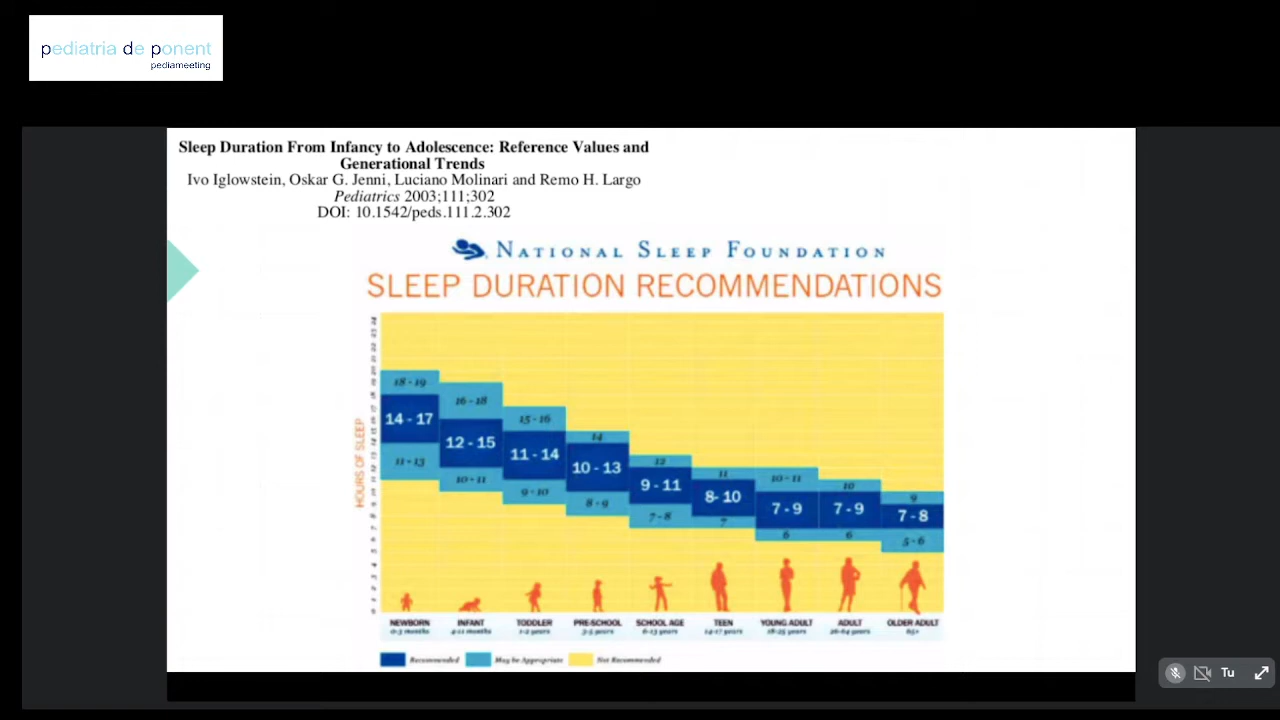 pediatria de ponent
pediameeting
Sleep Duration From Infancy to Adolescence: Reference Values and
Generational Trends
Ivo Iglowstein, Oskar G. Jenni, Luciano Molinari and Remo H. Largo
Pediatrics 2003;111;302
DOI: 10.1542/peds.111.2.302
NATIONAL SLEEP FOUNDATION
SLEEP DURATION RECOMMENDATIONS
HOURS OF SLEEP
18 - 19
14 - 17
11 - 13
16 - 18
12 - 15
10 - 11
15 - 16
11 - 14
9 - 10
14
10 - 13
8 - 9
12
9 - 11
7 - 8
11
8- 10
7
10 - 11
7 - 9
6
10
7 - 9
6
9
7 - 8
5 - 6
NEWBORN
0-3 months
INFANT
4-11 months
TODDLER
1-2 years
PRE-SCHOOL
3-5 years
SCHOOL AGE
6-13 years
TEEN
14-17 years
YOUNG ADULT
18-25 years
ADULT
26-64 years
OLDER ADULT
65+
Recommended
May be Appropriate
Not Recommended
Tu